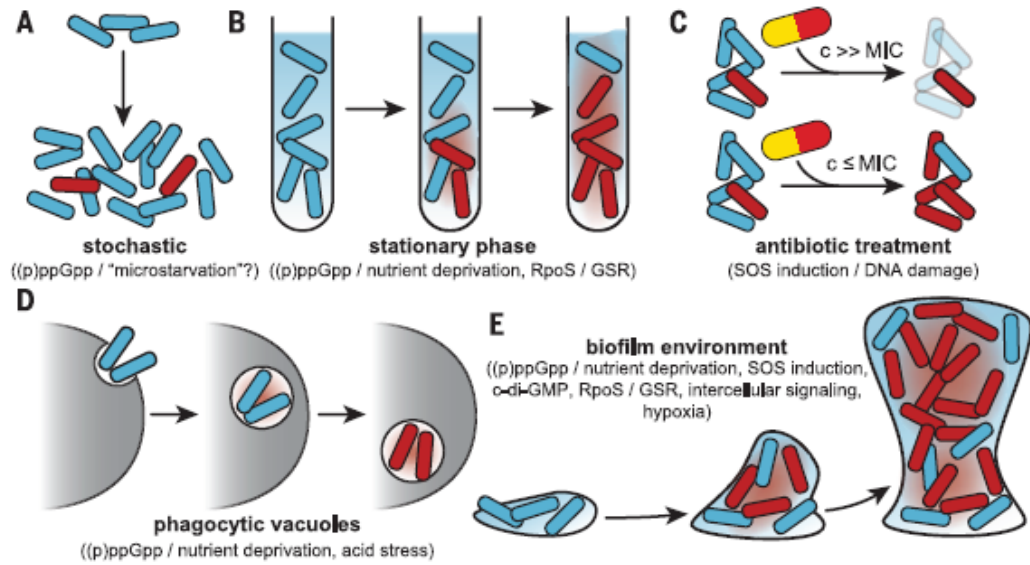 A
stochastic
((p)ppGpp / “microstarvation”?)
B
stationary phase
((p)ppGpp / nutrient deprivation, RpoS / GSR)
C
c >> MIC
c ≤ MIC
antibiotic treatment
(SOS induction / DNA damage)
D
phagocytic vacuoles
((p)ppGpp / nutrient deprivation, acid stress)
E
biofilm environment
((p)ppGpp / nutrient deprivation, SOS induction,
c-di-GMP, RpoS / GSR, intercellular signaling,
hypoxia)